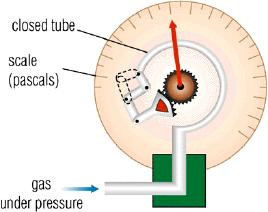 closed tube
scale
(pascals)
gas
under pressure